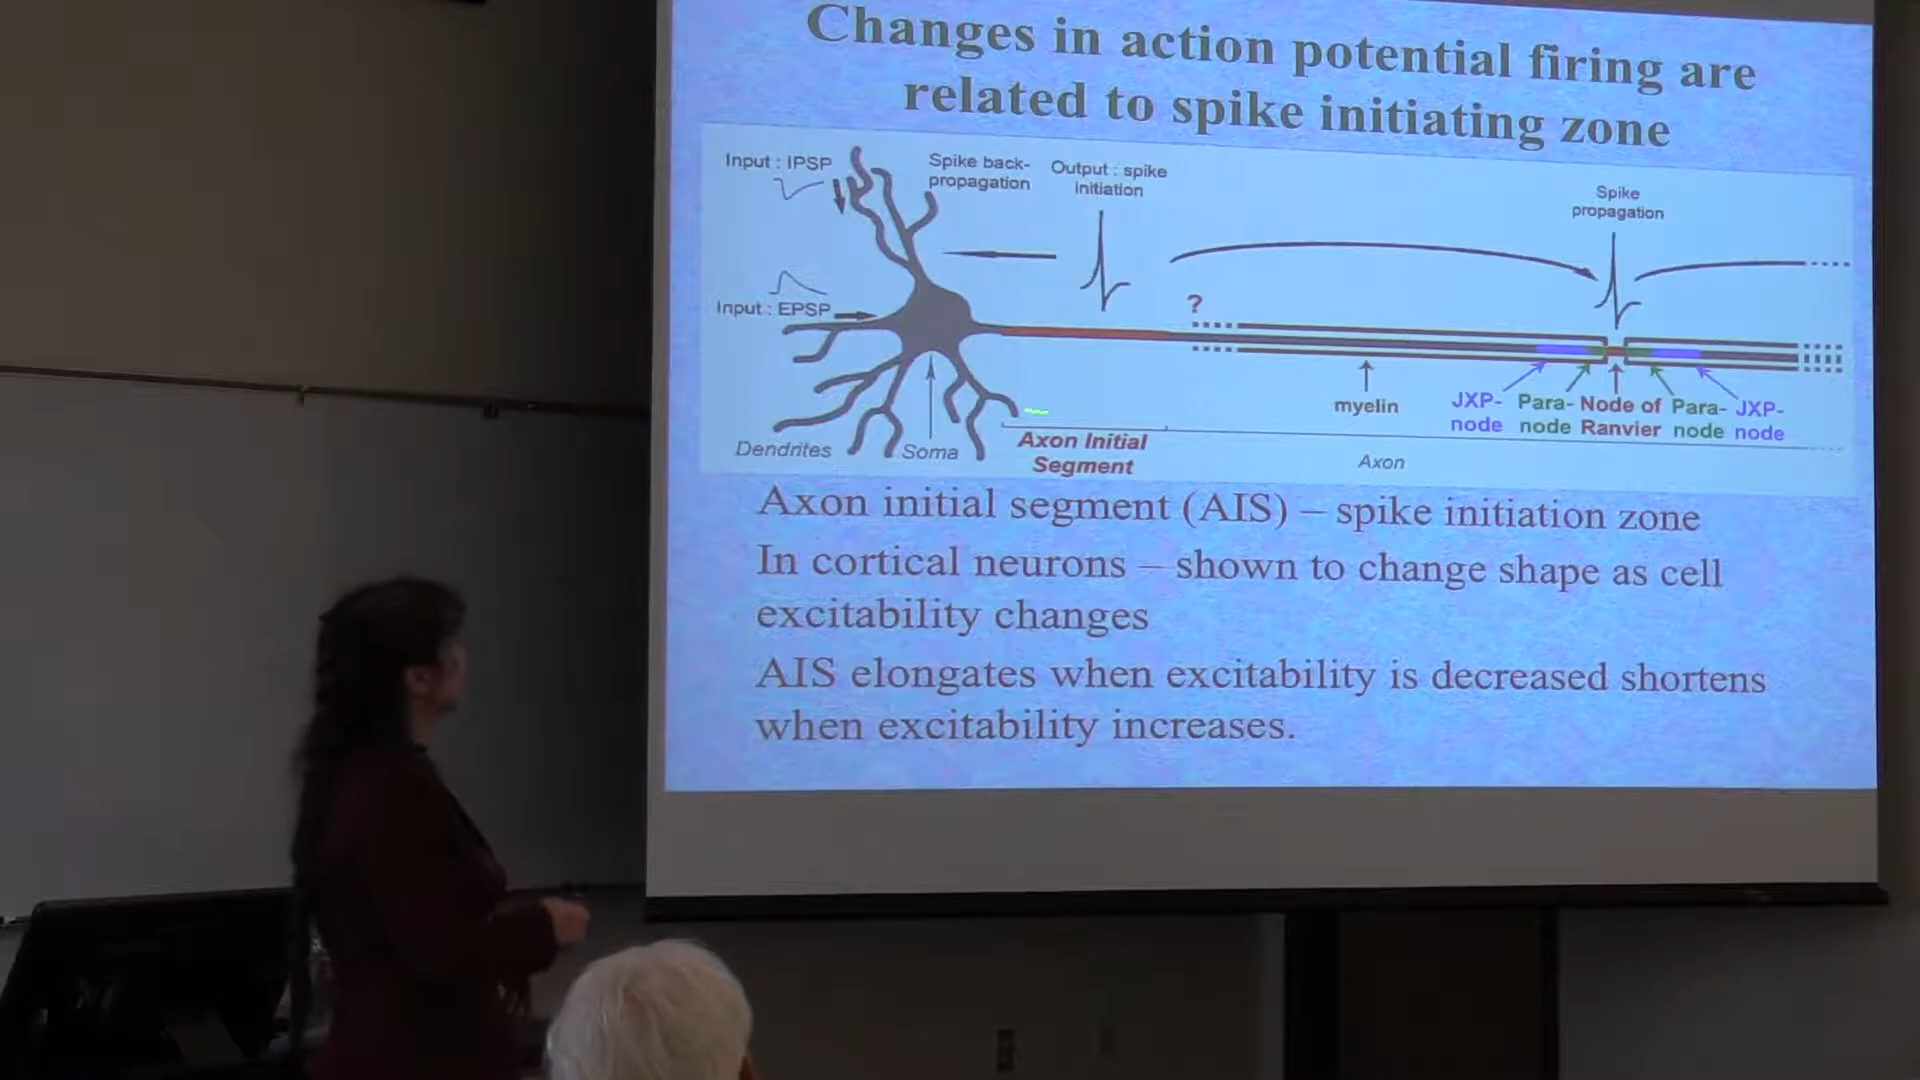 Changes in action potential firing are
related to spike initiating zone
Input : IPSP
Spike back-
propagation
Output : spike
initiation
Spike
propagation
Input : EPSP
?
myelin
JXP-
node
Para-
node
Node of
Ranvier
Para-
node
JXP-
node
Dendrites
Soma
Axon Initial
Segment
Axon
Axon initial segment (AIS) – spike initiation zone
In cortical neurons – shown to change shape as cell
excitability changes
AIS elongates when excitability is decreased shortens
when excitability increases.